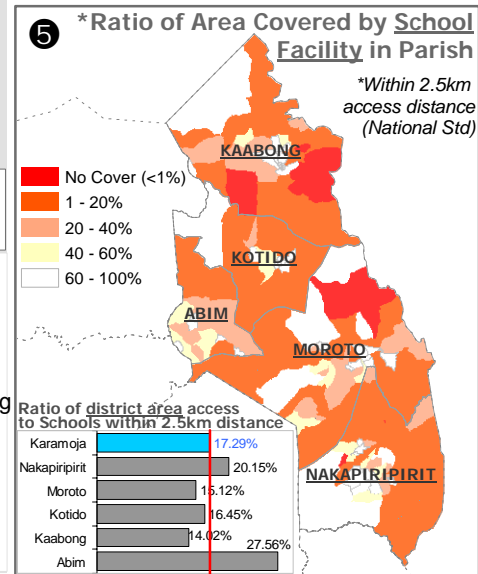 ❺ *Ratio of Area Covered by School
Facility in Parish
*Within 2.5km
access distance
(National Std)
KAABONG
No Cover (<1%)
1 - 20%
20 - 40%
40 - 60%
60 - 100%
KOTIDO
ABIM
MOROTO
NAKAPIRIPIRIT
g
Ratio of district area access
to Schools within 2.5km distance
Karamoja 17.29%
Nakapiripirit 20.15%
Moroto 15.12%
Kotido 16.45%
Kaabong 14.02%
Abim 27.56%